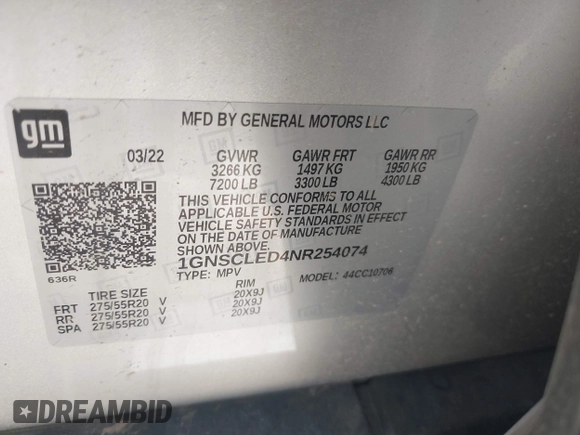 gm
MFD BY GENERAL MOTORS LLC
03/22 GVWR GAWR FRT GAWR RR
3266 KG 1497 KG 1950 KG
7200 LB 3300 LB 4300 LB
THIS VEHICLE CONFORMS TO ALL
APPLICABLE U.S. FEDERAL MOTOR
VEHICLE SAFETY STANDARDS IN EFFECT
ON THE DATE OF MANUFACTURE
SHOWN ABOVE.
1GNSCLED4NR254074
636R
TYPE: MPV MODEL: 44CC10706
TIRE SIZE RIM
FRT 275/55R20 V 20X9J
RR 275/55R20 V 20X9J
SPA 275/55R20 V 20X9J
DREAMBID